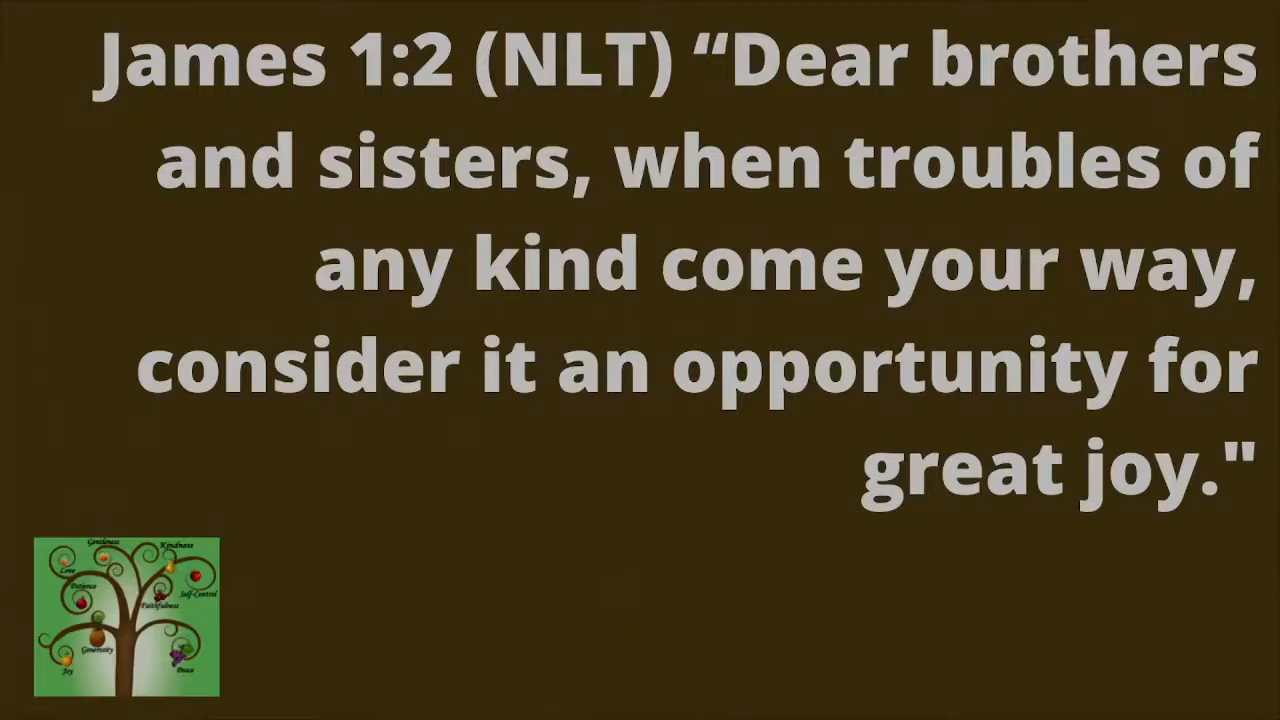 James 1:2 (NLT) “Dear brothers
and sisters, when troubles of
any kind come your way,
consider it an opportunity for
great joy."
Gentleness
Kindness
Love
Patience
Self-Control
Faithfulness
Generosity
Joy
Peace